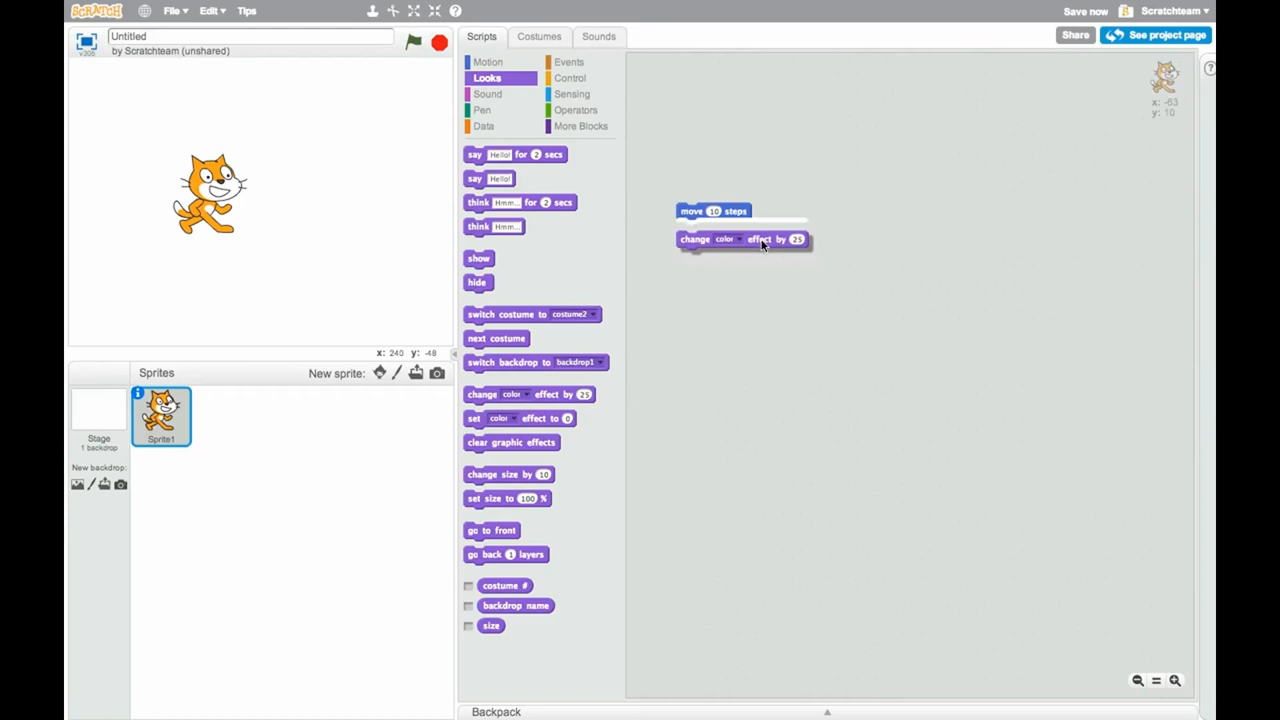 SCRATCH File Edit Tips Save now Scratchteam
Untitled
by Scratchteam (unshared)
v205
Scripts Costumes Sounds
Share See project page
Motion Events
Looks Control
Sound Sensing
Pen Operators
Data More Blocks
x: -63
y: 10
say Hello! for 2 secs
say Hello!
think Hmm... for 2 secs
think Hmm...
show
hide
switch costume to costume2
next costume
switch backdrop to backdrop1
change color effect by 25
set color effect to 0
clear graphic effects
change size by 10
set size to 100 %
go to front
go back 1 layers
costume #
backdrop name
size
move 10 steps
change color effect by 25
x: 240 y: -48
Sprites New sprite:
Sprite1
Stage
1 backdrop
New backdrop:
Backpack